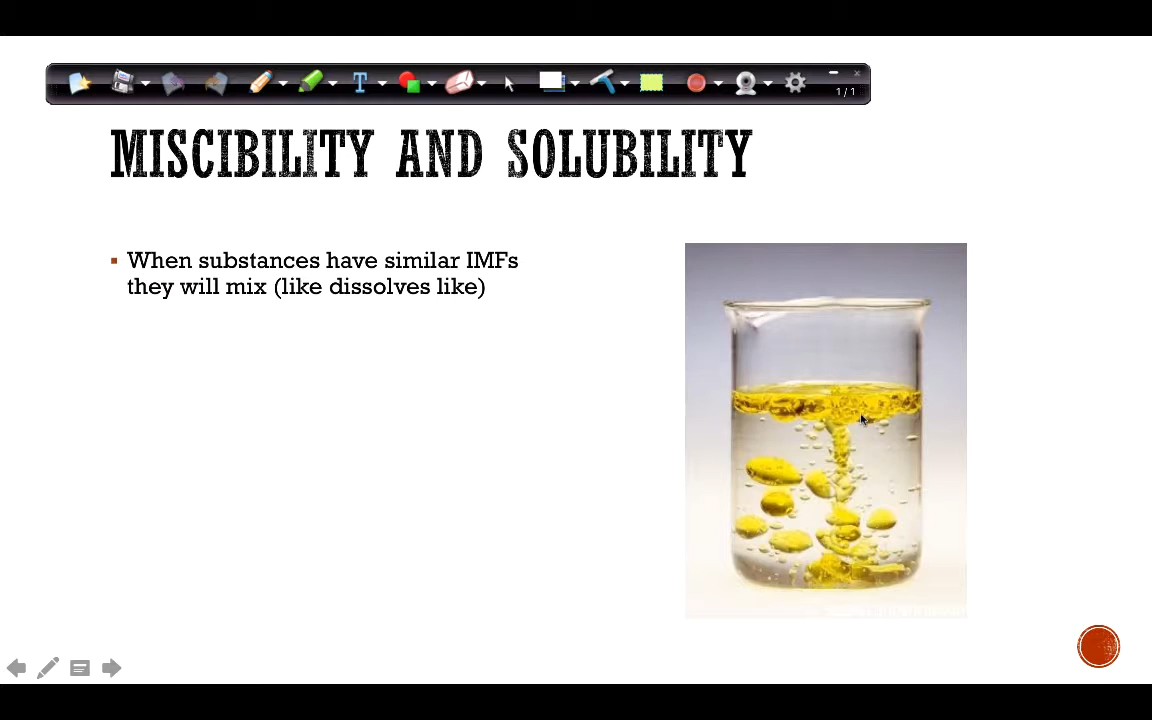 1 / 1
MISCIBILITY AND SOLUBILITY
When substances have similar IMFs
they will mix (like dissolves like)